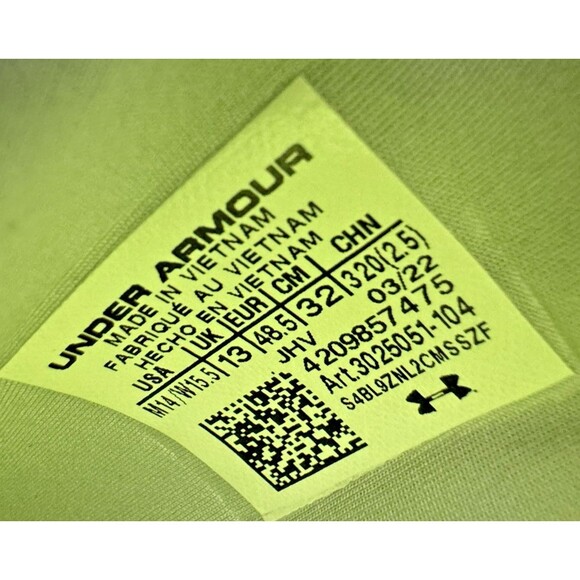 UNDER ARMOUR
MADE IN VIETNAM
FABRIQUÉ AU VIETNAM
HECHO EN VIETNAM
USA UK EUR CM CHN
M14/W15.5 13 48.5 32 320(2.5)
JHV 03/22
4209857475
Art.3025051-104
S4BL9ZNL2CMSSZF